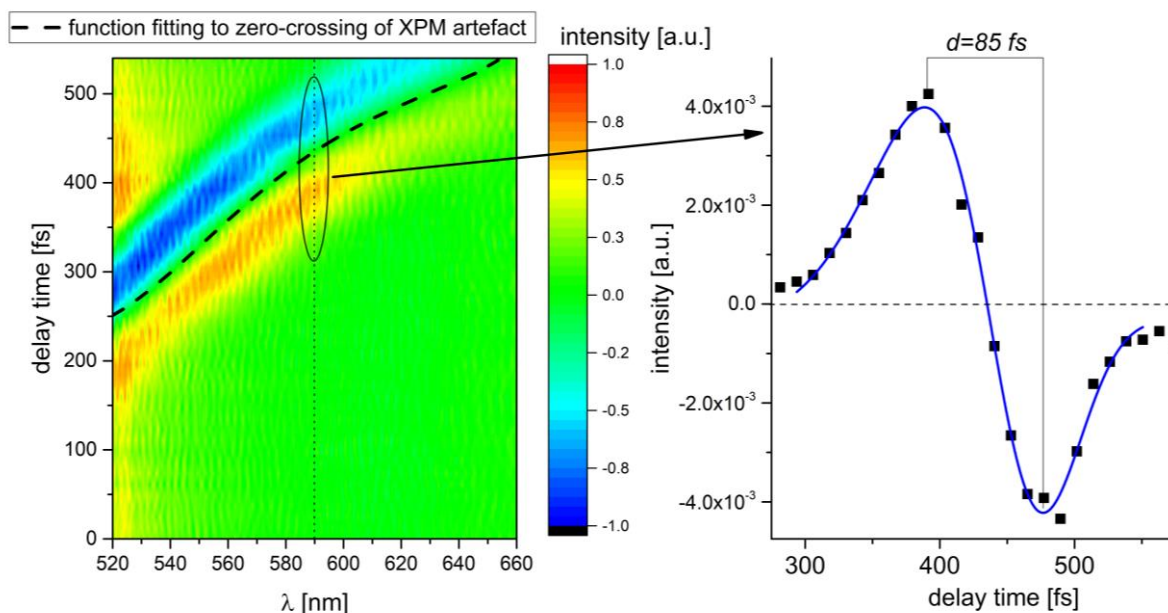 function fitting to zero-crossing of XPM artefact
intensity [a.u.]
d=85 fs
delay time [fs]
500
400
300
200
100
0
520 540 560 580 600 620 640 660
λ [nm]
1.0
0.8
0.5
0.3
0.0
-0.2
-0.5
-0.8
-1.0
intensity [a.u.]
4.0x10⁻³
2.0x10⁻³
0.0
-2.0x10⁻³
-4.0x10⁻³
300 400 500
delay time [fs]